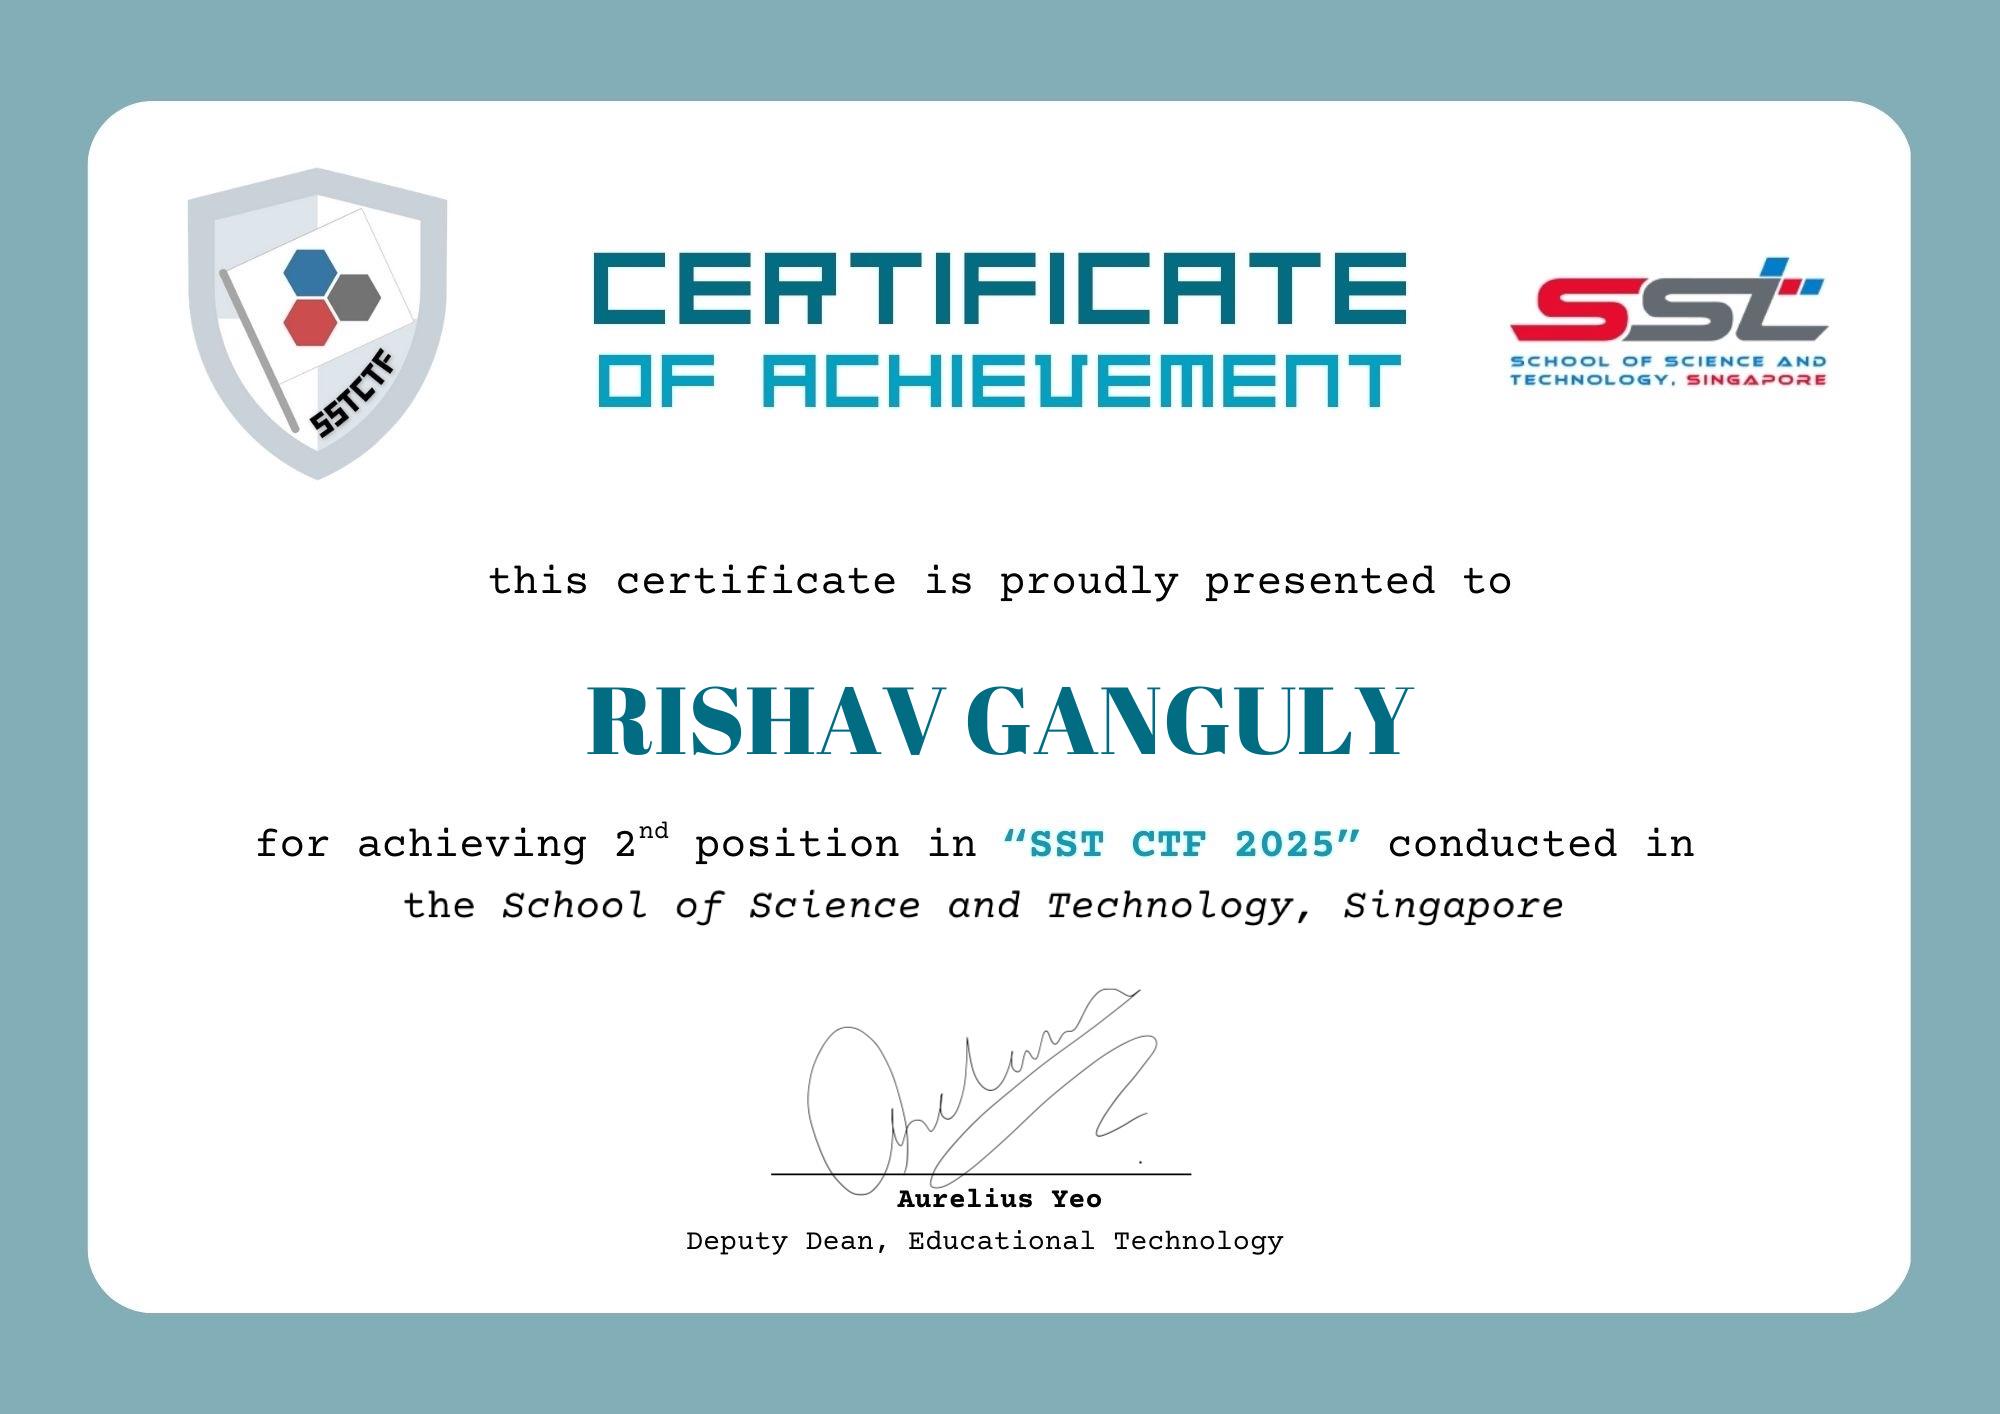 SSTCTF
CERTIFICATE
OF ACHIEVEMENT
SST
SCHOOL OF SCIENCE AND
TECHNOLOGY, SINGAPORE
this certificate is proudly presented to
RISHAV GANGULY
for achieving 2nd position in “SST CTF 2025” conducted in
the School of Science and Technology, Singapore
Aurelius Yeo
Deputy Dean, Educational Technology